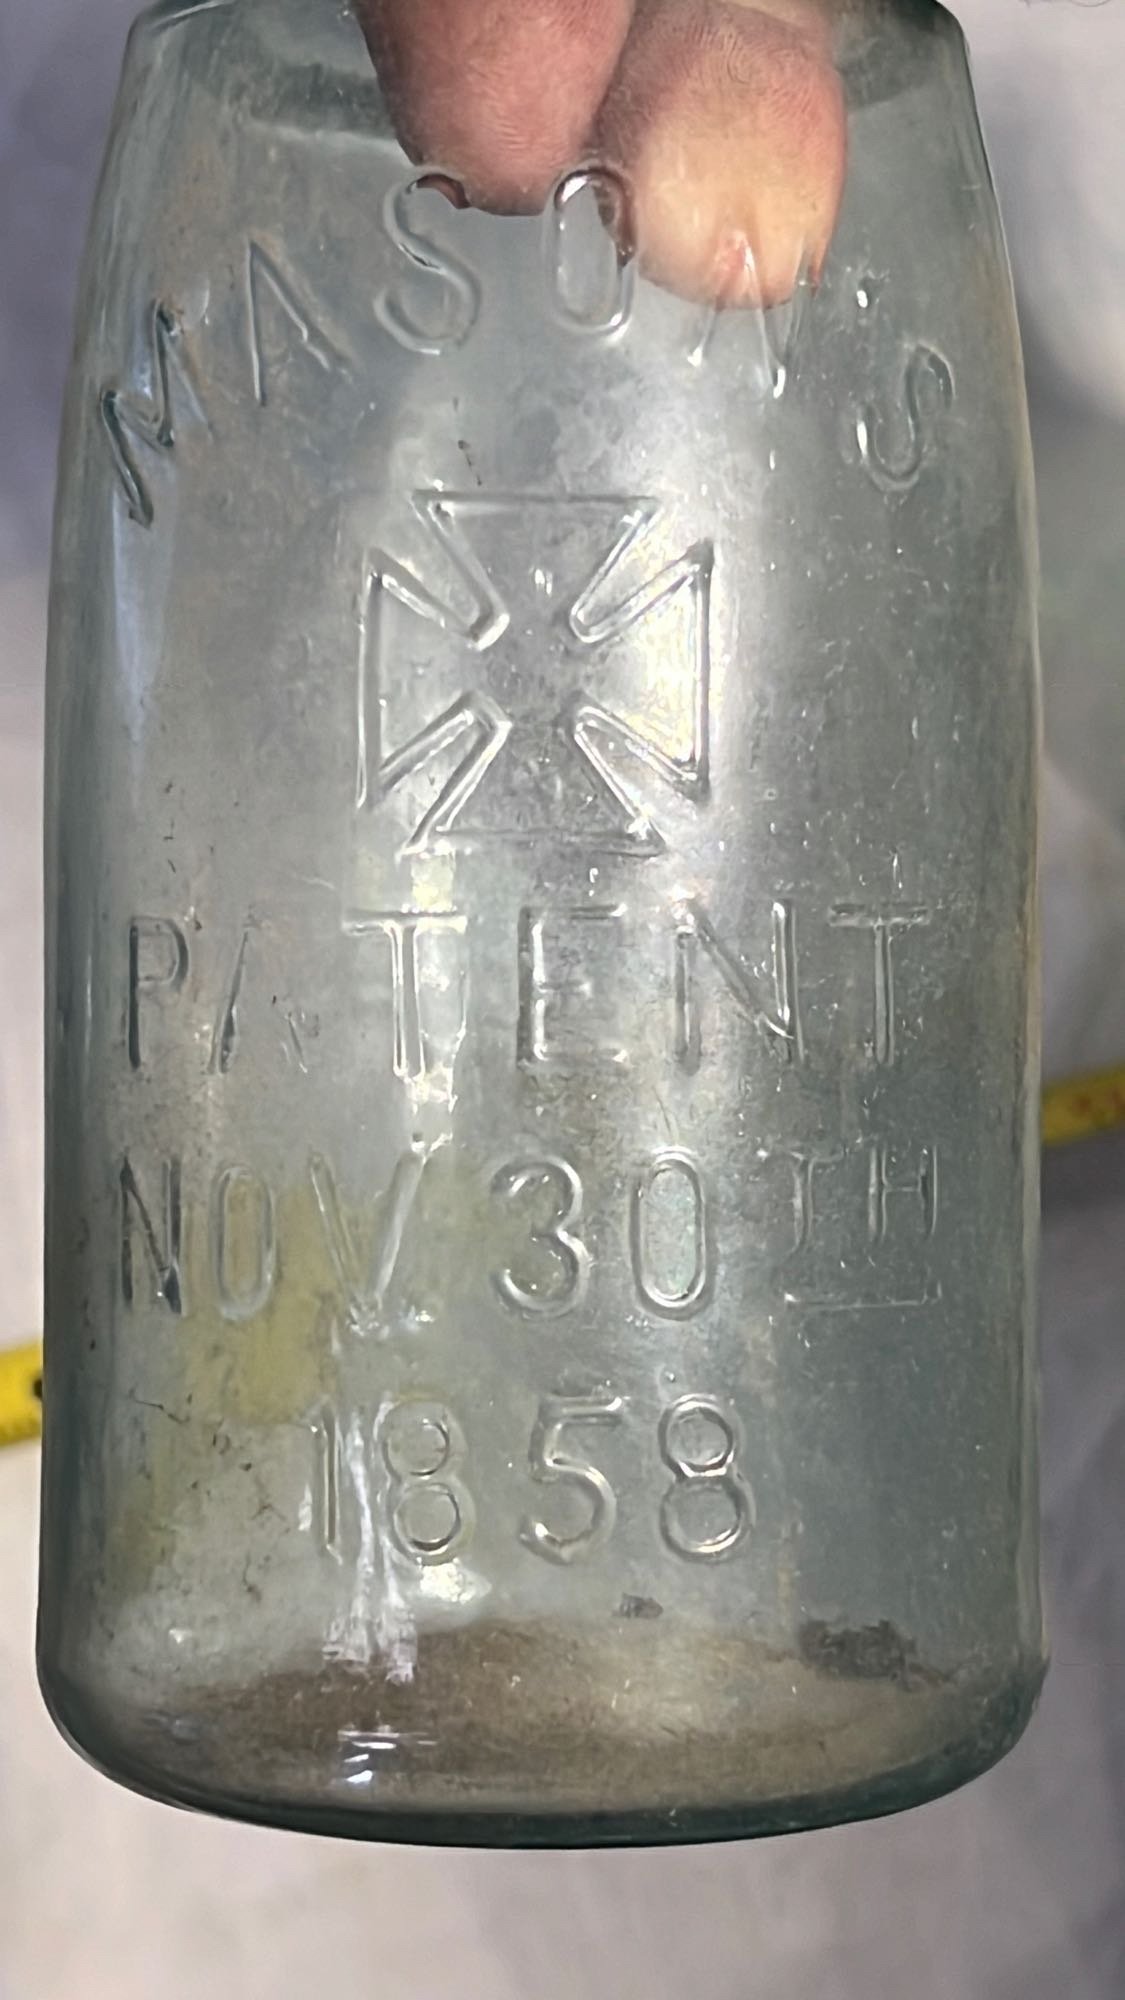 MASON'S
PATENT
NOV. 30TH
1858